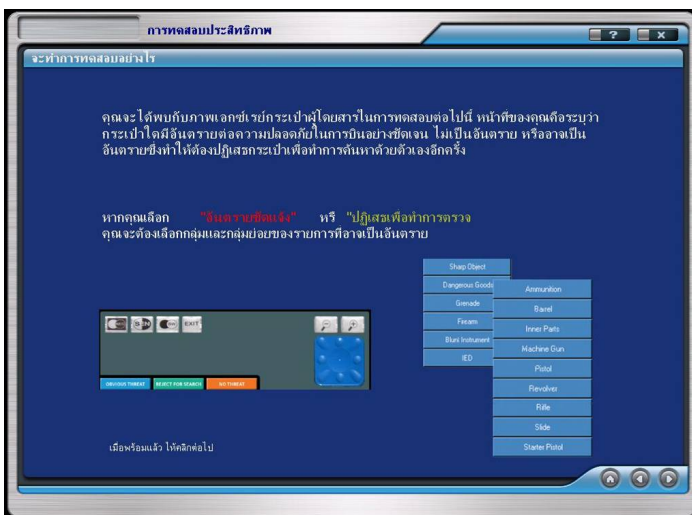 การทดสอบประสิทธิภาพ
? X
จะทำการทดสอบอย่างไร
คุณจะได้พบกับภาพเอกซ์เรย์กระเป๋าผู้โดยสารในการทดสอบต่อไปนี้ หน้าที่ของคุณคือระบุว่า
กระเป๋าใดมีอันตรายต่อความปลอดภัยในการบินอย่างชัดเจน ไม่เป็นอันตราย หรืออาจเป็น
อันตรายซึ่งทำให้ต้องปฏิเสธกระเป๋าเพื่อทำการค้นหาด้วยตัวเองอีกครั้ง
หากคุณเลือก "อันตรายชัดแจ้ง" หรื "ปฏิเสธเพื่อทำการตรวจ
คุณจะต้องเลือกกลุ่มและกลุ่มย่อยของรายการที่อาจเป็นอันตราย
Sharp Object
Dangerous Goods
Grenade
Firearm
Blunt Instrument
IED
Ammunition
Barrel
Inner Parts
Machine Gun
Pistol
Revolver
Rifle
Slide
Starter Pistol
EXIT
OBVIOUS THREAT REJECT FOR SEARCH NO THREAT
เมื่อพร้อมแล้ว ให้คลิกต่อไป